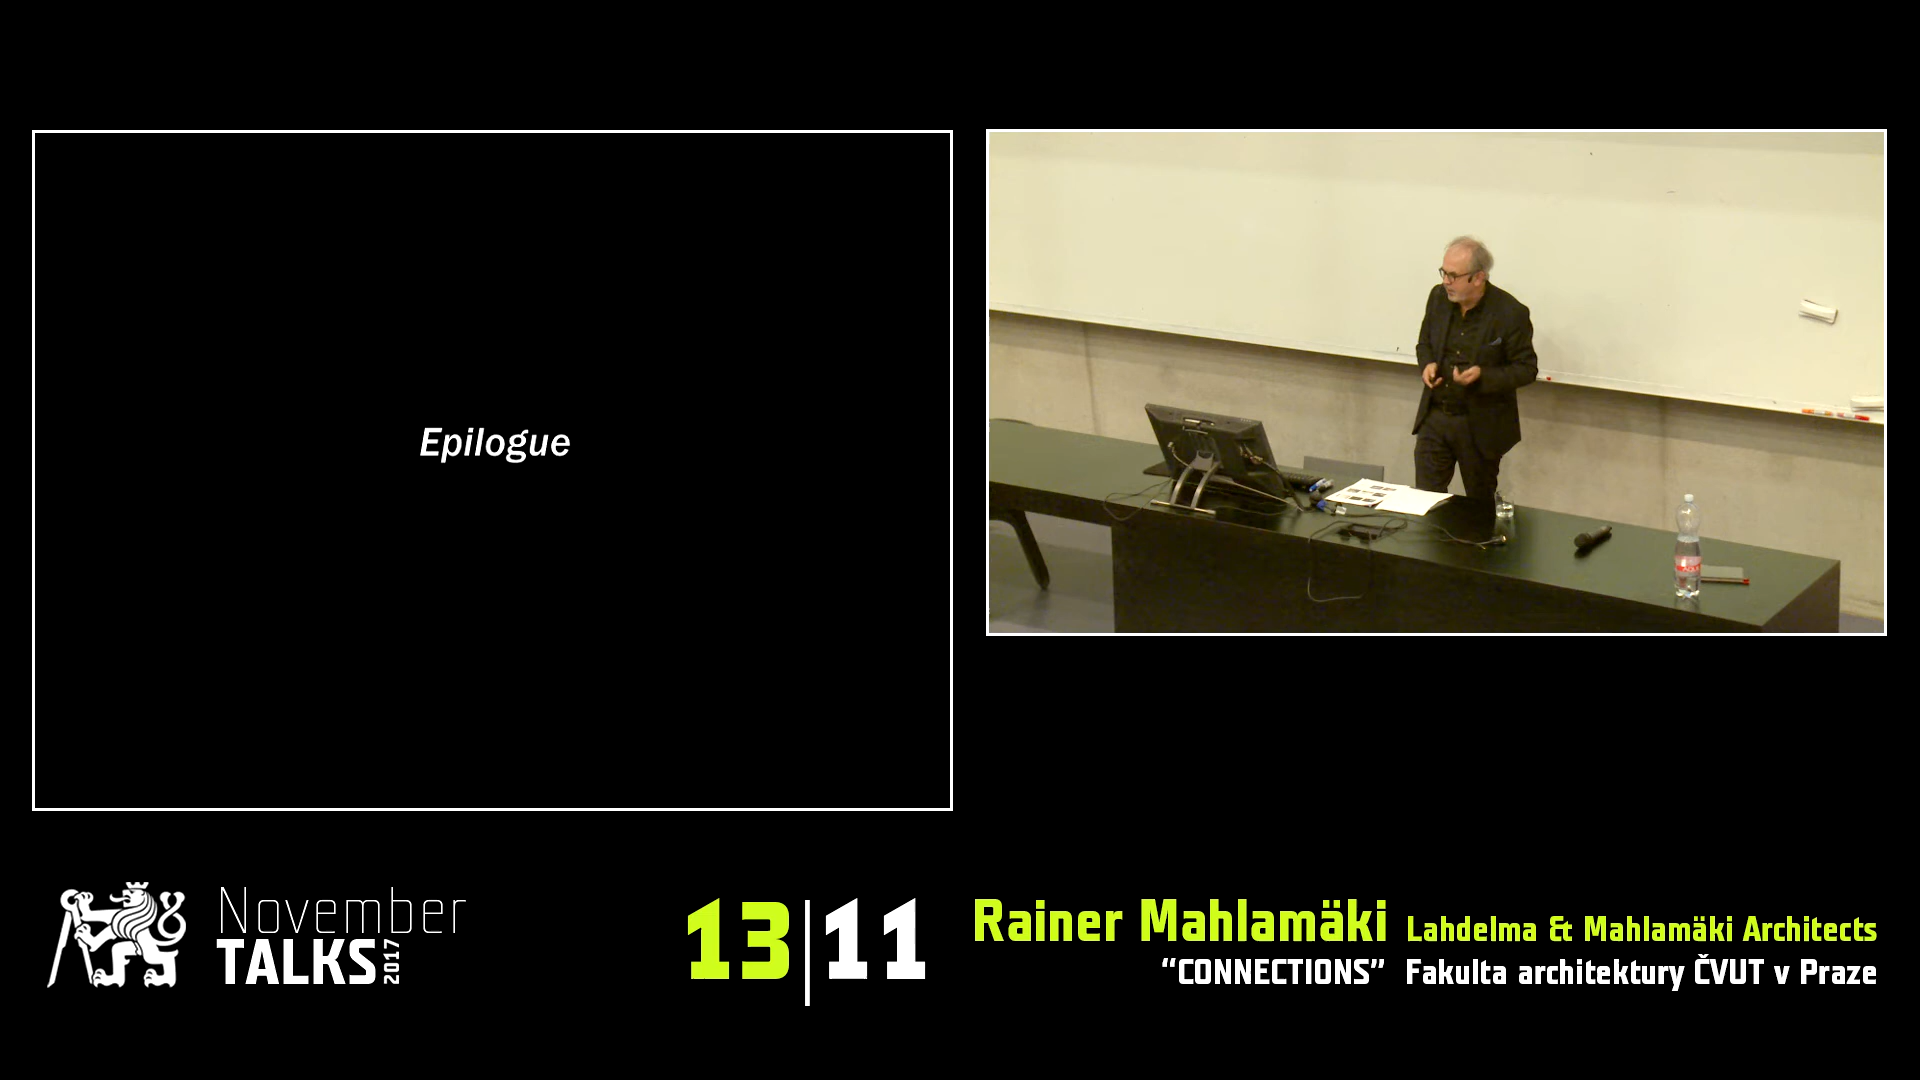 Epilogue
November
TALKS 2017
13|11
Rainer Mahlamäki Lahdelma & Mahlamäki Architects
“CONNECTIONS” Fakulta architektury ČVUT v Praze